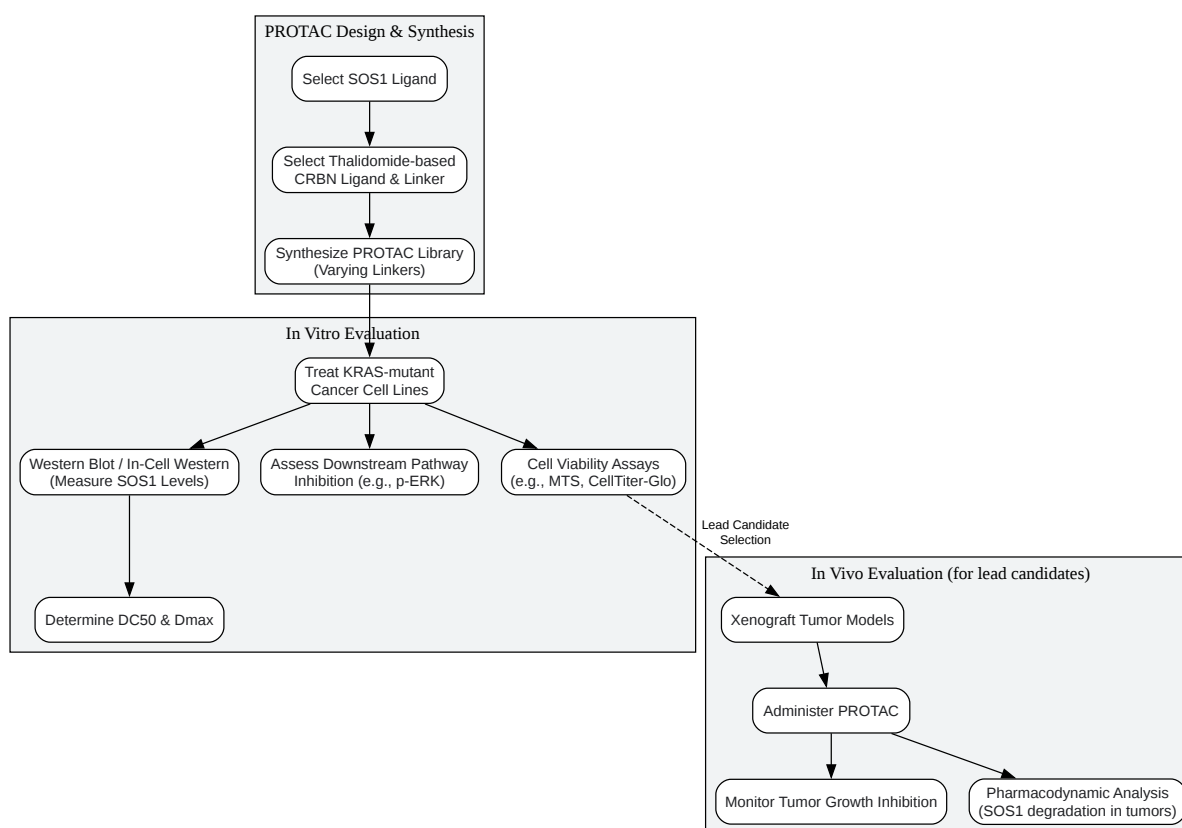 PROTAC Design & Synthesis
Select SOS1 Ligand
Select Thalidomide-based
CRBN Ligand & Linker
Synthesize PROTAC Library
(Varying Linkers)
In Vitro Evaluation
Treat KRAS-mutant
Cancer Cell Lines
Western Blot / In-Cell Western
(Measure SOS1 Levels)
Assess Downstream Pathway
Inhibition (e.g., p-ERK)
Cell Viability Assays
(e.g., MTS, CellTiter-Glo)
Lead Candidate
Selection
Determine DC50 & Dmax
In Vivo Evaluation (for lead candidates)
Xenograft Tumor Models
Administer PROTAC
Monitor Tumor Growth Inhibition
Pharmacodynamic Analysis
(SOS1 degradation in tumors)